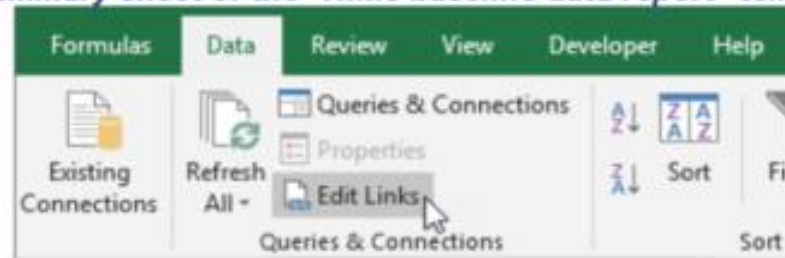 Formulas Data Review View Developer Help
Queries & Connections
Properties
Existing Connections
Refresh All
Edit Links
Sort
Queries & Connections
Sort